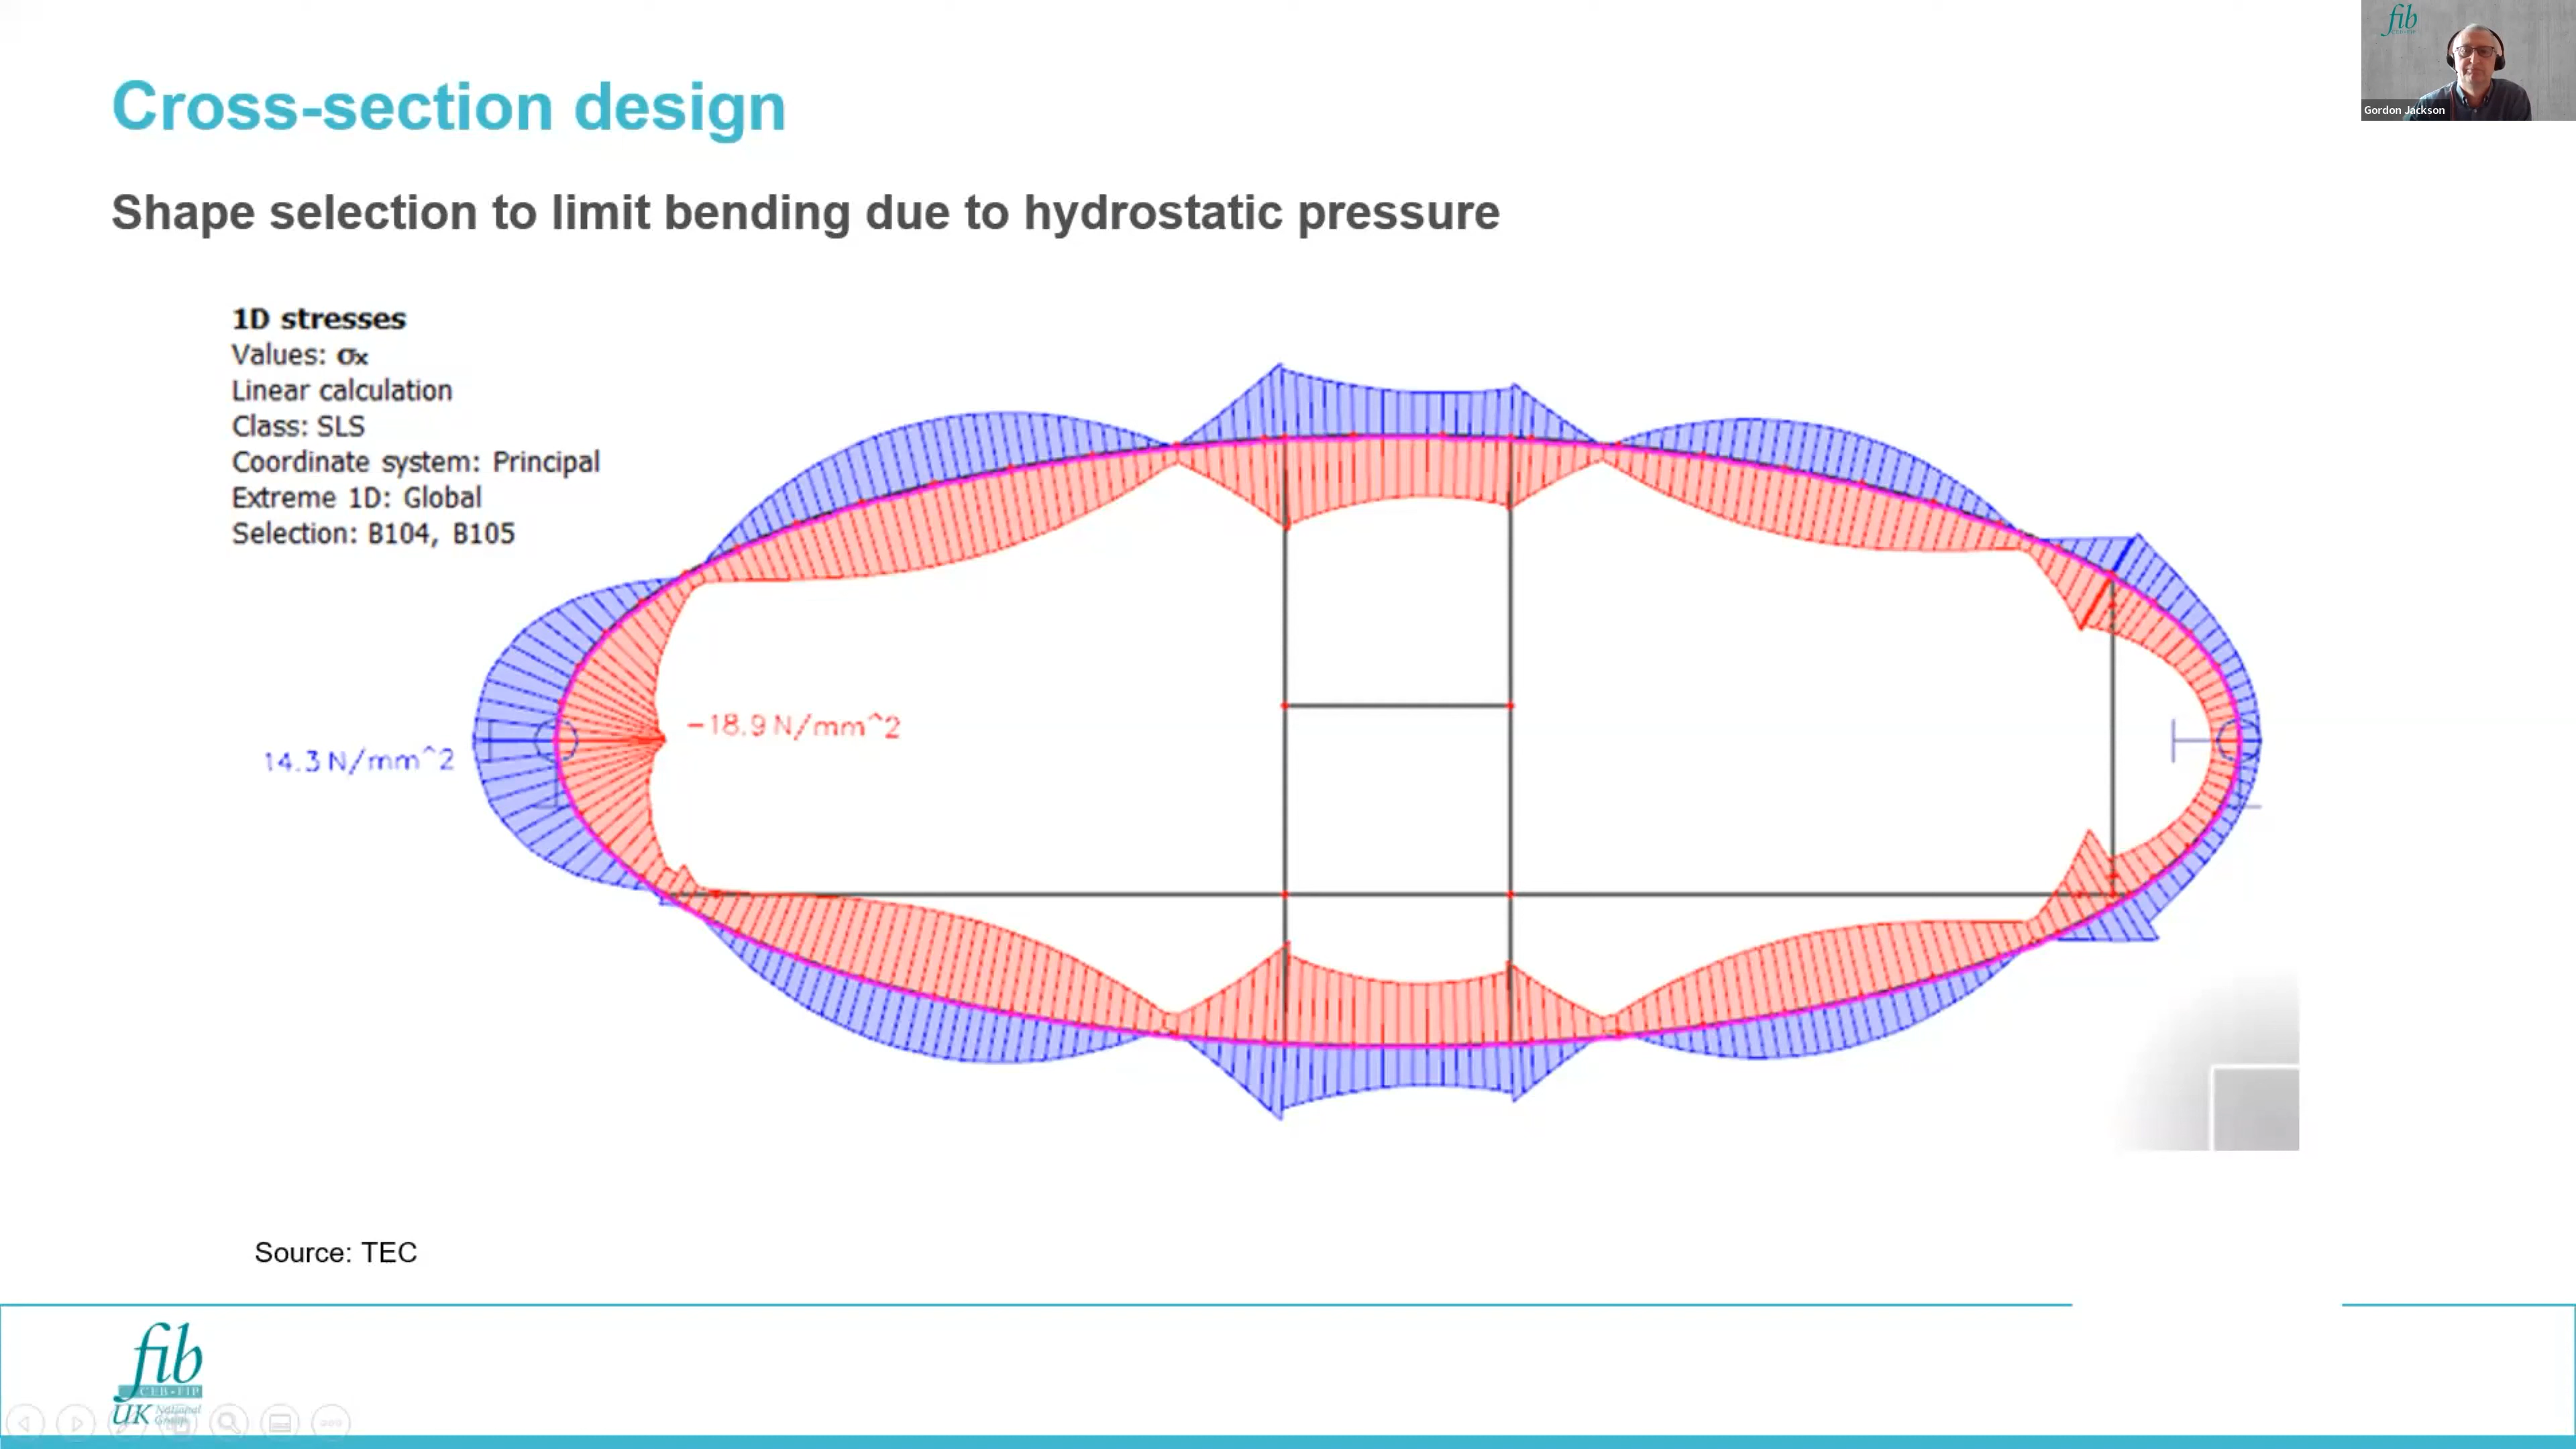 fib
Gordon Jackson
Cross-section design
Shape selection to limit bending due to hydrostatic pressure
1D stresses
Values: σx
Linear calculation
Class: SLS
Coordinate system: Principal
Extreme 1D: Global
Selection: B104, B105
-18.9 N/mm^2
14.3 N/mm^2
Source: TEC
fib
CEB-FIP
UK National
Group